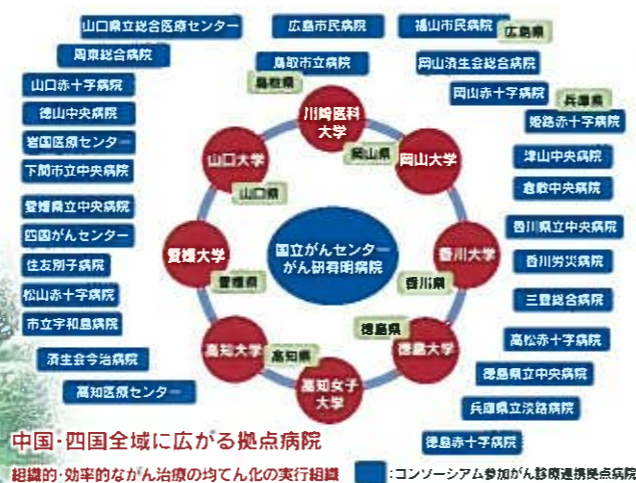 山口県立総合医療センター
広島市民病院
福山市民病院
広島県
周東総合病院
鳥取市立病院
岡山済生会総合病院
鳥取県
山口赤十字病院
岡山赤十字病院
兵庫県
徳山中央病院
川崎医科
大学
姫路赤十字病院
岩国医療センター
山口大学
岡山県
岡山大学
津山中央病院
下関市立中央病院
山口県
倉敷中央病院
愛媛県立中央病院
香川県立中央病院
四国がんセンター
愛媛大学
国立がんセンター
がん研有明病院
香川大学
住友別子病院
愛媛県
香川県
香川労災病院
松山赤十字病院
三豊総合病院
市立宇和島病院
徳島県
高松赤十字病院
済生会今治病院
高知大学
高知県
徳島大学
徳島県立中央病院
高知医療センター
高知女子
大学
兵庫県立淡路病院
中国・四国全域に広がる拠点病院
徳島赤十字病院
組織的・効率的ながん治療の均てん化の実行組織
:コンソーシアム参加がん診療連携拠点病院